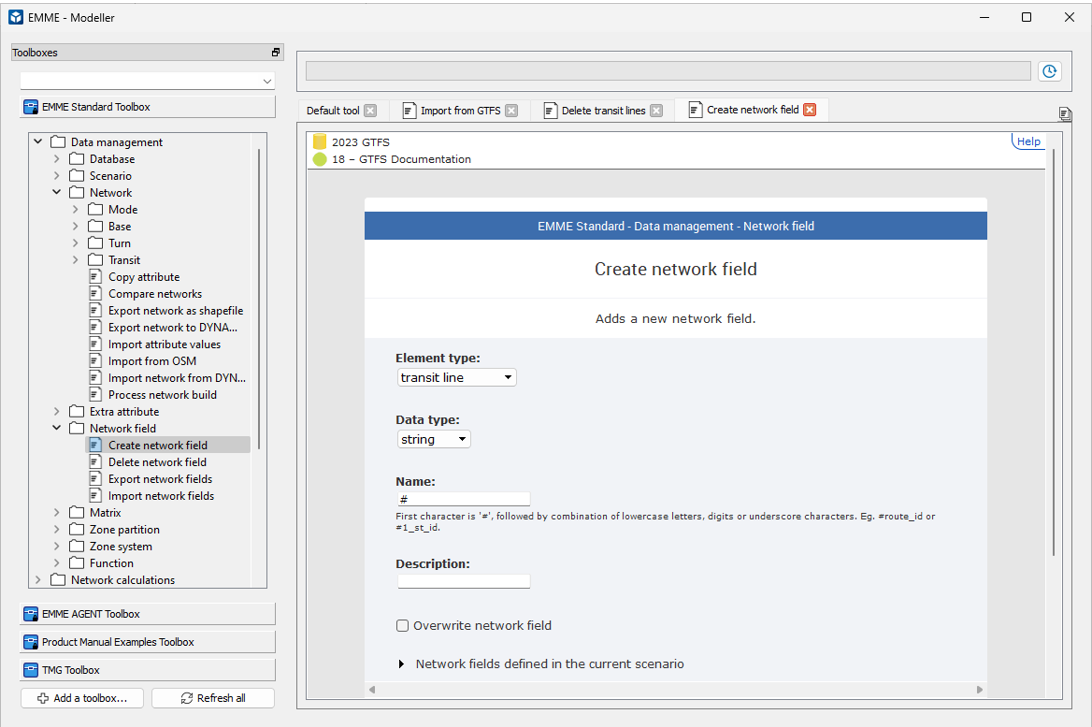 EMME - Modeller
Toolboxes
EMME Standard Toolbox
Data management
Database
Scenario
Network
Mode
Base
Turn
Transit
Copy attribute
Compare networks
Export network as shapefile
Export network to DYNA...
Import attribute values
Import from OSM
Import network from DYN...
Process network build
Extra attribute
Network field
Create network field
Delete network field
Export network fields
Import network fields
Matrix
Zone partition
Zone system
Function
Network calculations
EMME AGENT Toolbox
Product Manual Examples Toolbox
TMG Toolbox
Add a toolbox...
Refresh all
Default tool
Import from GTFS
Delete transit lines
Create network field
2023 GTFS
Help
18 – GTFS Documentation
EMME Standard - Data management - Network field
Create network field
Adds a new network field.
Element type:
transit line
Data type:
string
Name:
#
First character is '#', followed by combination of lowercase letters, digits or underscore characters. Eg. #route_id or
#1_st_id.
Description:
Overwrite network field
Network fields defined in the current scenario